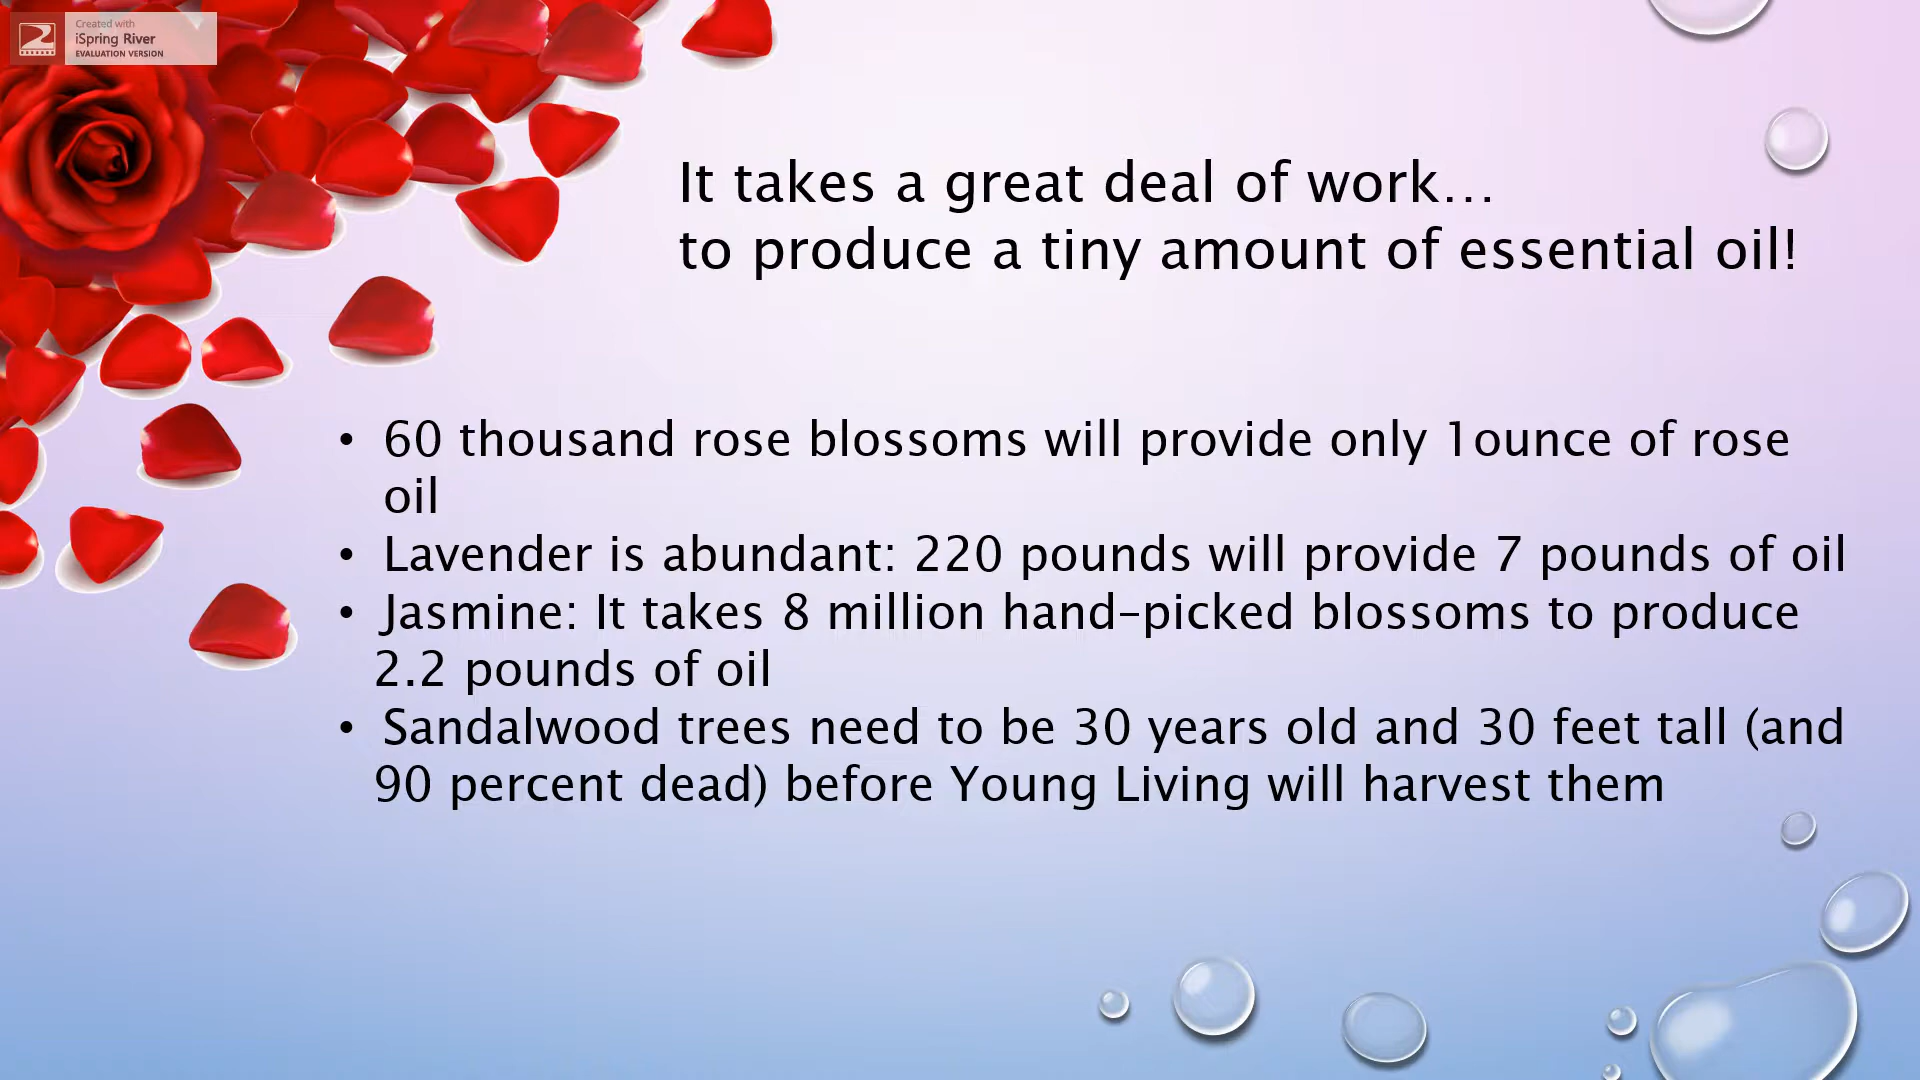 Created with
iSpring River
EVALUATION VERSION
It takes a great deal of work...
to produce a tiny amount of essential oil!
• 60 thousand rose blossoms will provide only 1ounce of rose
oil
• Lavender is abundant: 220 pounds will provide 7 pounds of oil
• Jasmine: It takes 8 million hand-picked blossoms to produce
2.2 pounds of oil
• Sandalwood trees need to be 30 years old and 30 feet tall (and
90 percent dead) before Young Living will harvest them